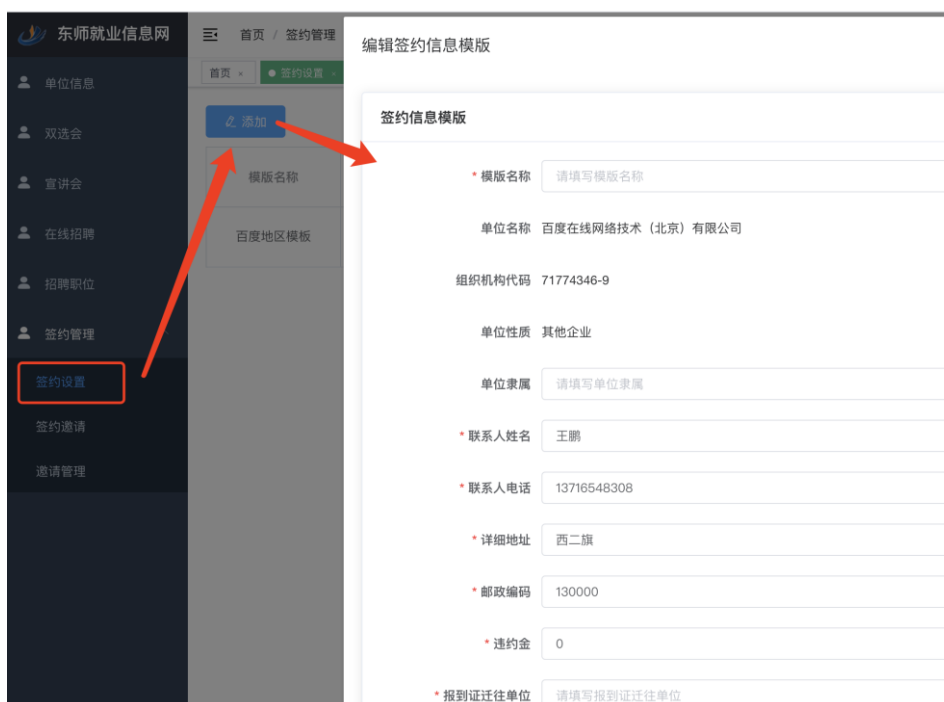 东师就业信息网
单位信息
双选会
宣讲会
在线招聘
招聘职位
签约管理
签约设置
签约邀请
邀请管理
首页 / 签约管理
首页 × 签约设置 ×
添加
模版名称
百度地区模板
编辑签约信息模版
签约信息模版
* 模版名称 请填写模版名称
单位名称 百度在线网络技术（北京）有限公司
组织机构代码 71774346-9
单位性质 其他企业
单位隶属 请填写单位隶属
* 联系人姓名 王鹏
* 联系人电话 13716548308
* 详细地址 西二旗
* 邮政编码 130000
* 违约金 0
* 报到证迁往单位 请填写报到证迁往单位